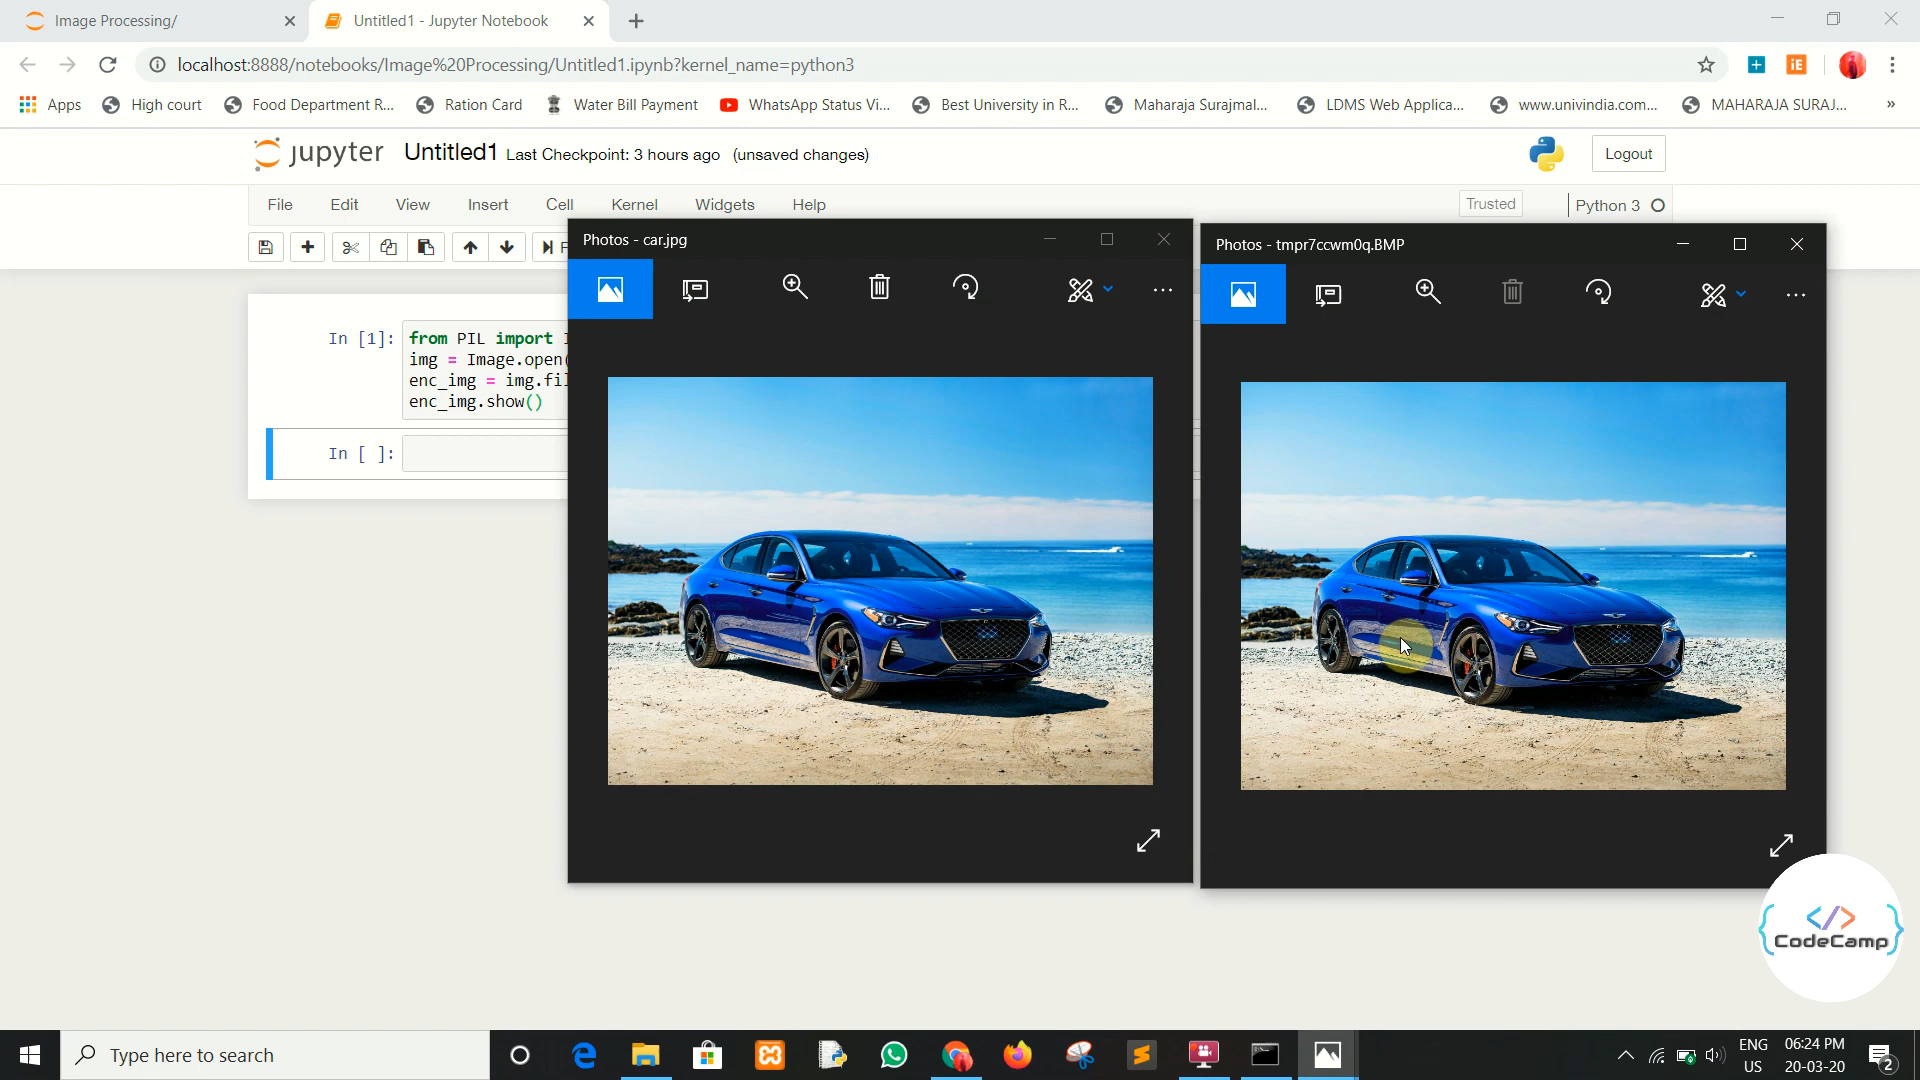 Image Processing/
Untitled1 - Jupyter Notebook
localhost:8888/notebooks/Image%20Processing/Untitled1.ipynb?kernel_name=python3
iE
Apps High court Food Department R... Ration Card Water Bill Payment WhatsApp Status Vi... Best University in R... Maharaja Surajmal... LDMS Web Applica... www.univindia.com... MAHARAJA SURAJ... »
jupyter Untitled1 Last Checkpoint: 3 hours ago (unsaved changes) Logout
File Edit View Insert Cell Kernel Widgets Help Trusted Python 3
Photos - car.jpg
Photos - tmpr7ccwm0q.BMP
In [1]: from PIL import
img = Image.open(
enc_img = img.fil
enc_img.show()
In [ ]:
</> CodeCamp
Type here to search
ENG
US
06:24 PM
20-03-20
2